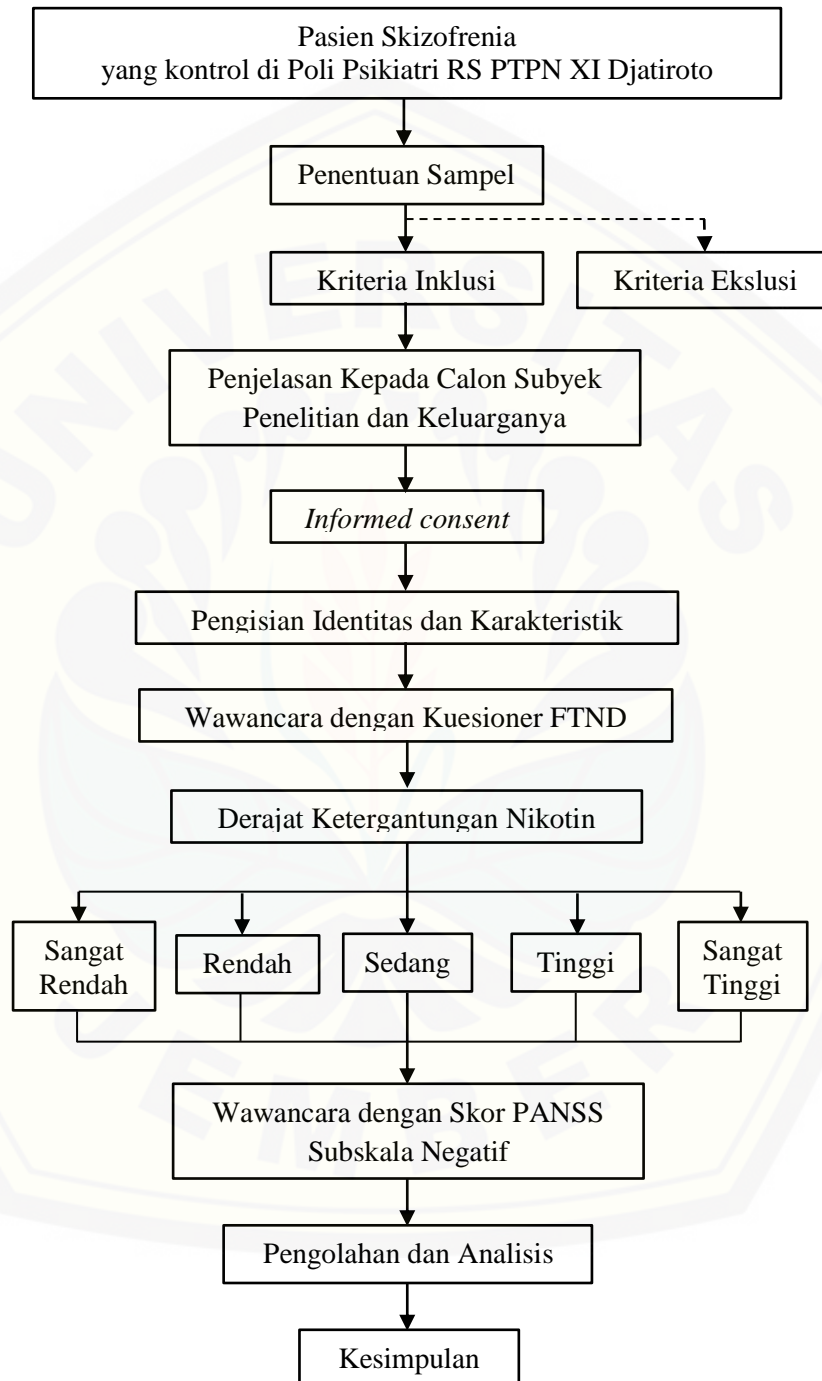 Pasien Skizofrenia
yang kontrol di Poli Psikiatri RS PTPN XI Djatiroto
Penentuan Sampel
Kriteria Inklusi
Kriteria Ekslusi
Penjelasan Kepada Calon Subyek
Penelitian dan Keluarganya
Informed consent
Pengisian Identitas dan Karakteristik
Wawancara dengan Kuesioner FTND
Derajat Ketergantungan Nikotin
Sangat
Rendah
Rendah
Sedang
Tinggi
Sangat
Tinggi
Wawancara dengan Skor PANSS
Subskala Negatif
Pengolahan dan Analisis
Kesimpulan
UNIVERSITAS
JEMBER